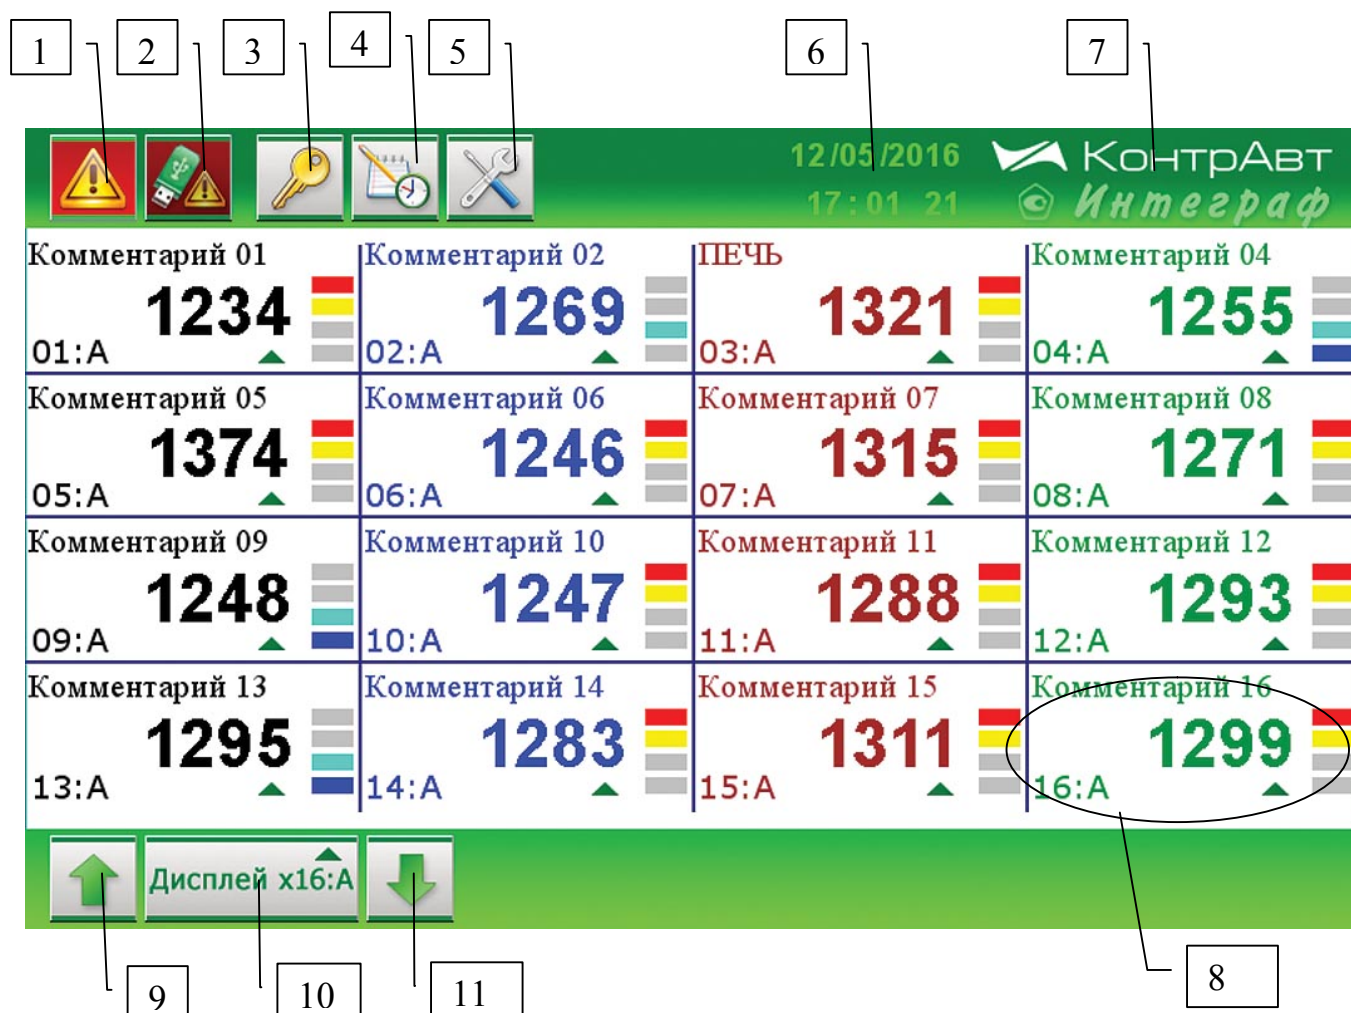 1 2 3 4 5 6 7
12/05/2016 КонтрАвт
17:01 21 Интеграф
Комментарий 01 Комментарий 02 ПЕЧЬ Комментарий 04
1234 1269 1321 1255
01:A 02:A 03:A 04:A
Комментарий 05 Комментарий 06 Комментарий 07 Комментарий 08
1374 1246 1315 1271
05:A 06:A 07:A 08:A
Комментарий 09 Комментарий 10 Комментарий 11 Комментарий 12
1248 1247 1288 1293
09:A 10:A 11:A 12:A
Комментарий 13 Комментарий 14 Комментарий 15 Комментарий 16
1295 1283 1311 1299
13:A 14:A 15:A 16:A
Дисплей x16:A
9 10 11 8